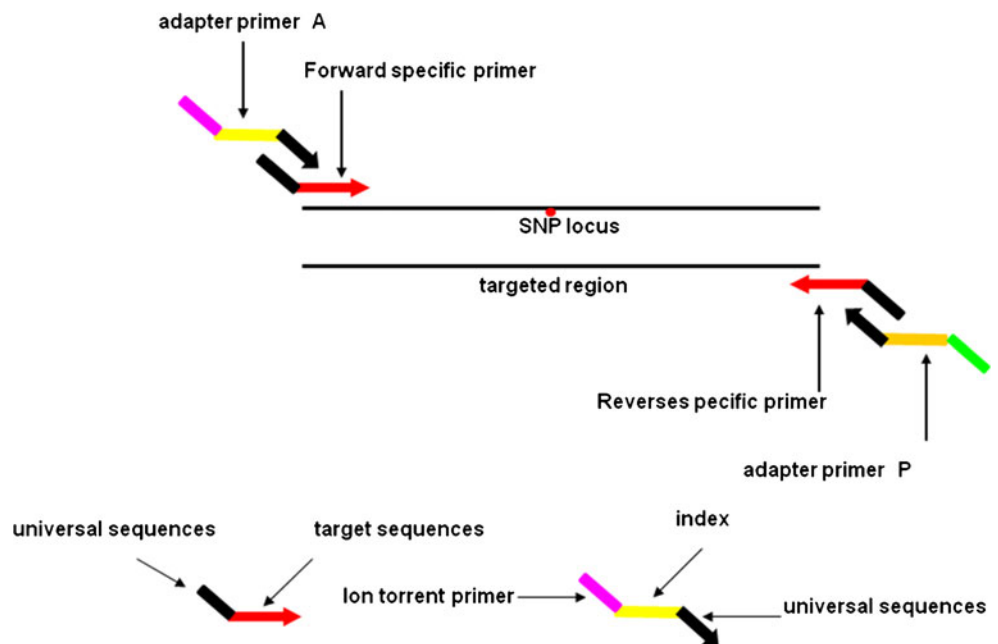 adapter primer A
Forward specific primer
SNP locus
targeted region
Reverses pecific primer
adapter primer P
universal sequences
target sequences
index
Ion torrent primer
universal sequences